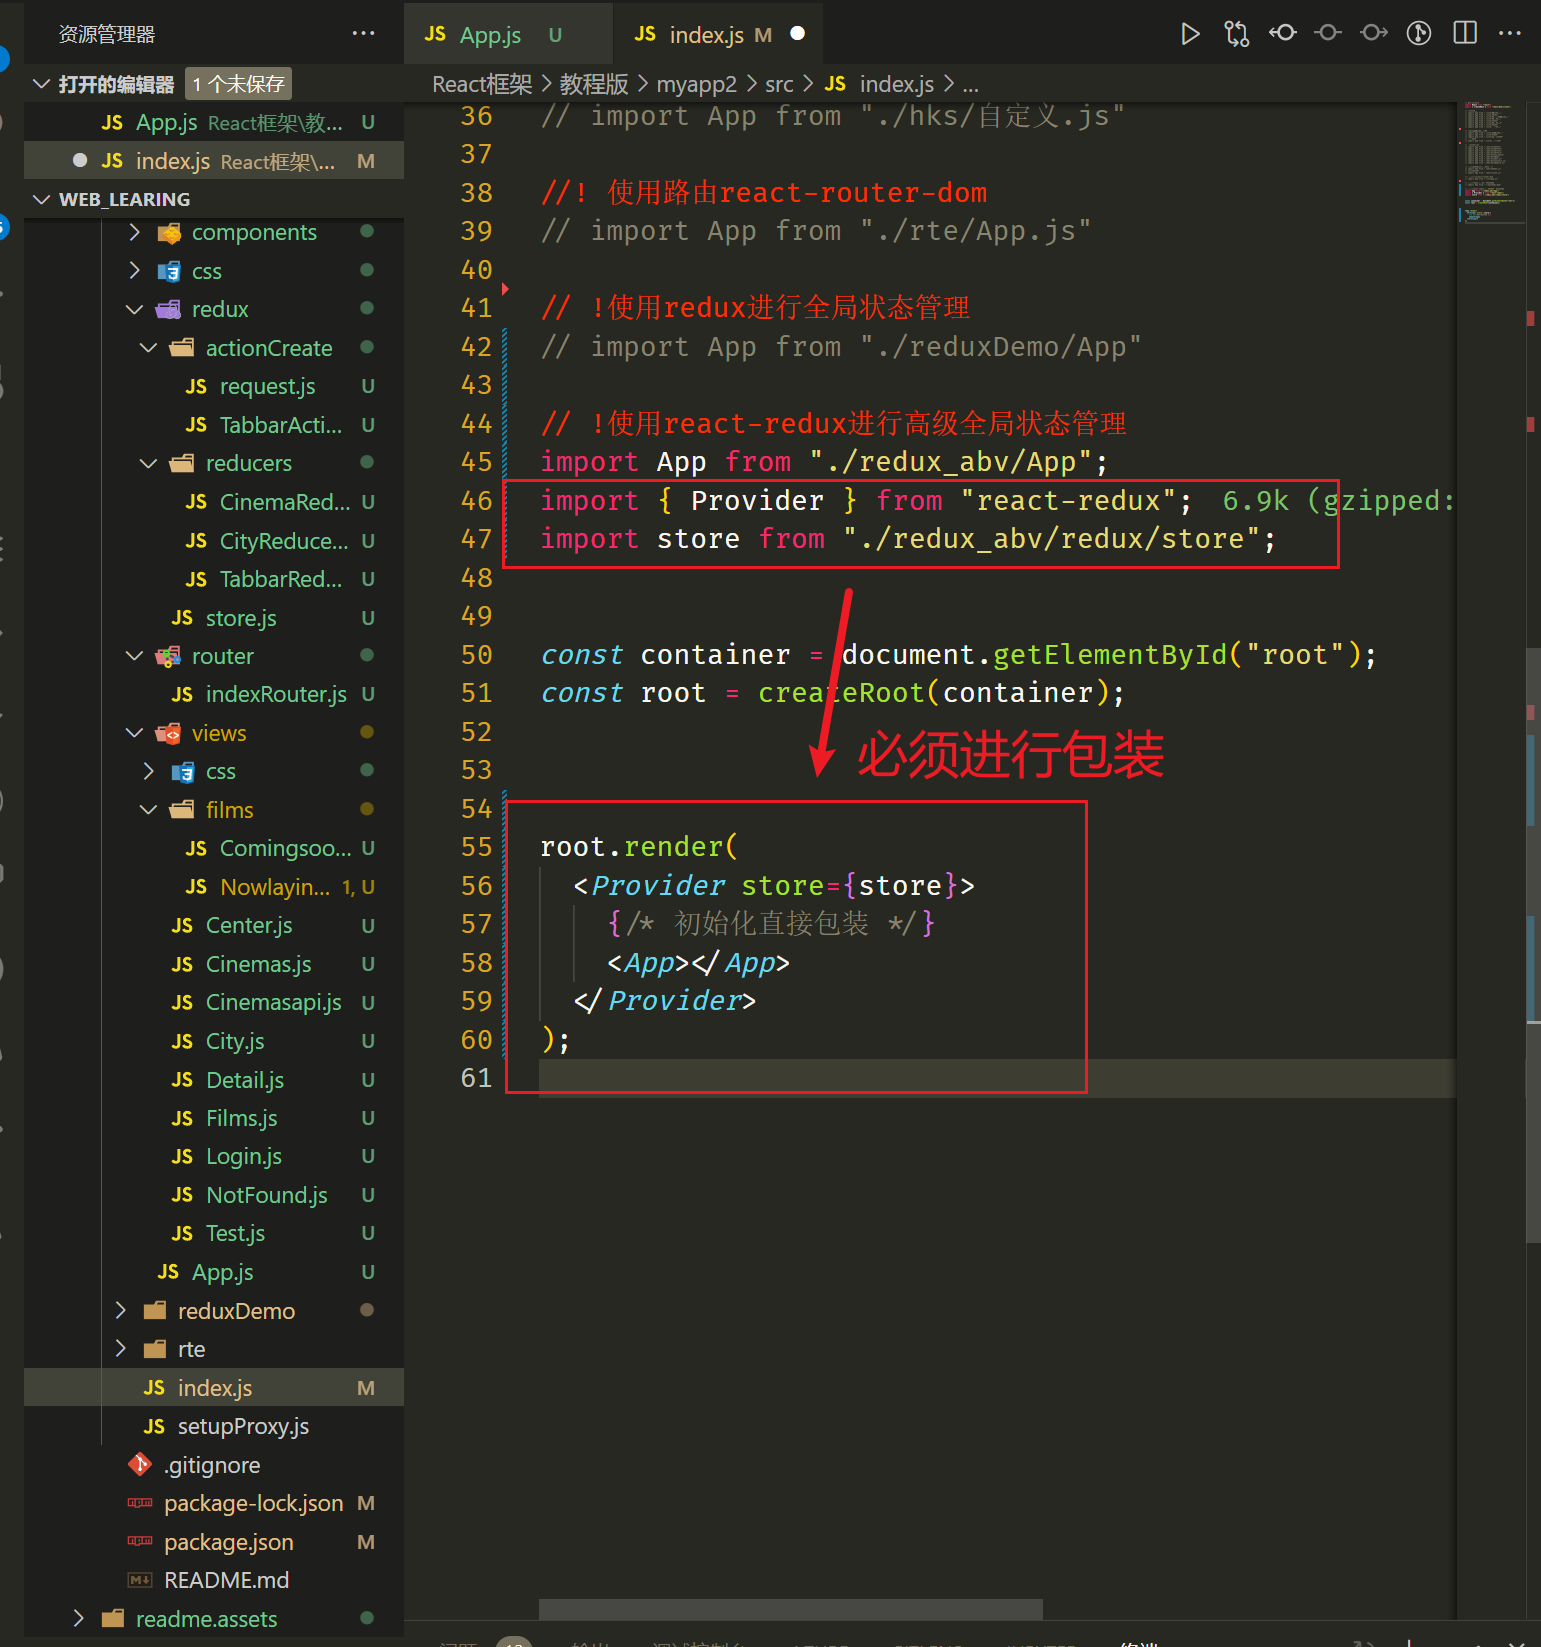 资源管理器 ···
打开的编辑器 1 个未保存
JS App.js React框架\教... U
JS index.js React框架\... M
WEB_LEARING
components
css
redux
actionCreate
JS request.js U
JS TabbarActi... U
reducers
JS CinemaRed... U
JS CityReduce... U
JS TabbarRed... U
JS store.js U
router
JS indexRouter.js U
views
css
films
JS Comingsoo... U
JS Nowlayin... 1, U
JS Center.js U
JS Cinemas.js U
JS Cinemasapi.js U
JS City.js U
JS Detail.js U
JS Films.js U
JS Login.js U
JS NotFound.js U
JS Test.js U
JS App.js U
reduxDemo
rte
JS index.js M
JS setupProxy.js
.gitignore
package-lock.json M
package.json M
README.md
readme.assets
JS App.js U JS index.js M
React框架 > 教程版 > myapp2 > src > JS index.js > ...
36 // import App from "./hks/自定义.js"
37
38 //! 使用路由react-router-dom
39 // import App from "./rte/App.js"
40
41 // !使用redux进行全局状态管理
42 // import App from "./reduxDemo/App"
43
44 // !使用react-redux进行高级全局状态管理
45 import App from "./redux_abv/App";
46 import { Provider } from "react-redux"; 6.9k (gzipped:
47 import store from "./redux_abv/redux/store";
48
49
50 const container = document.getElementById("root");
51 const root = createRoot(container);
52
53
必须进行包装
54
55 root.render(
56 <Provider store={store}>
57 {/* 初始化直接包装 */}
58 <App></App>
59 </Provider>
60 );
61